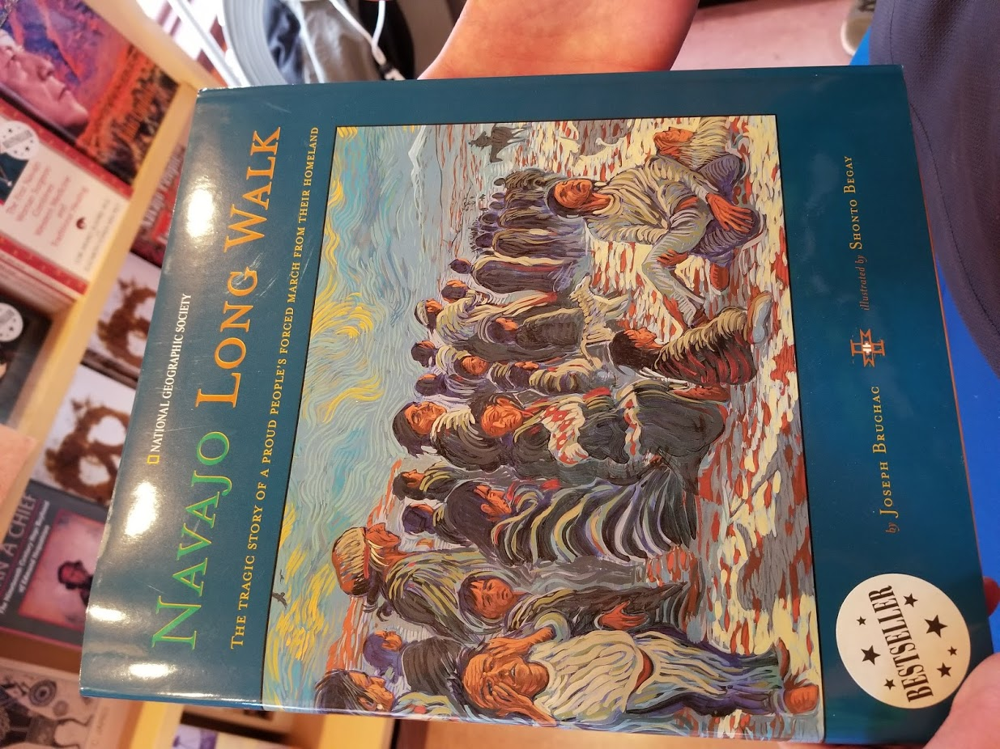 NATIONAL GEOGRAPHIC SOCIETY
NAVAJO LONG WALK
THE TRAGIC STORY OF A PROUD PEOPLE'S FORCED MARCH FROM THEIR HOMELAND
by JOSEPH BRUCHAC
illustrated by SHONTO BEGAY
BESTSELLER
A CHIEF